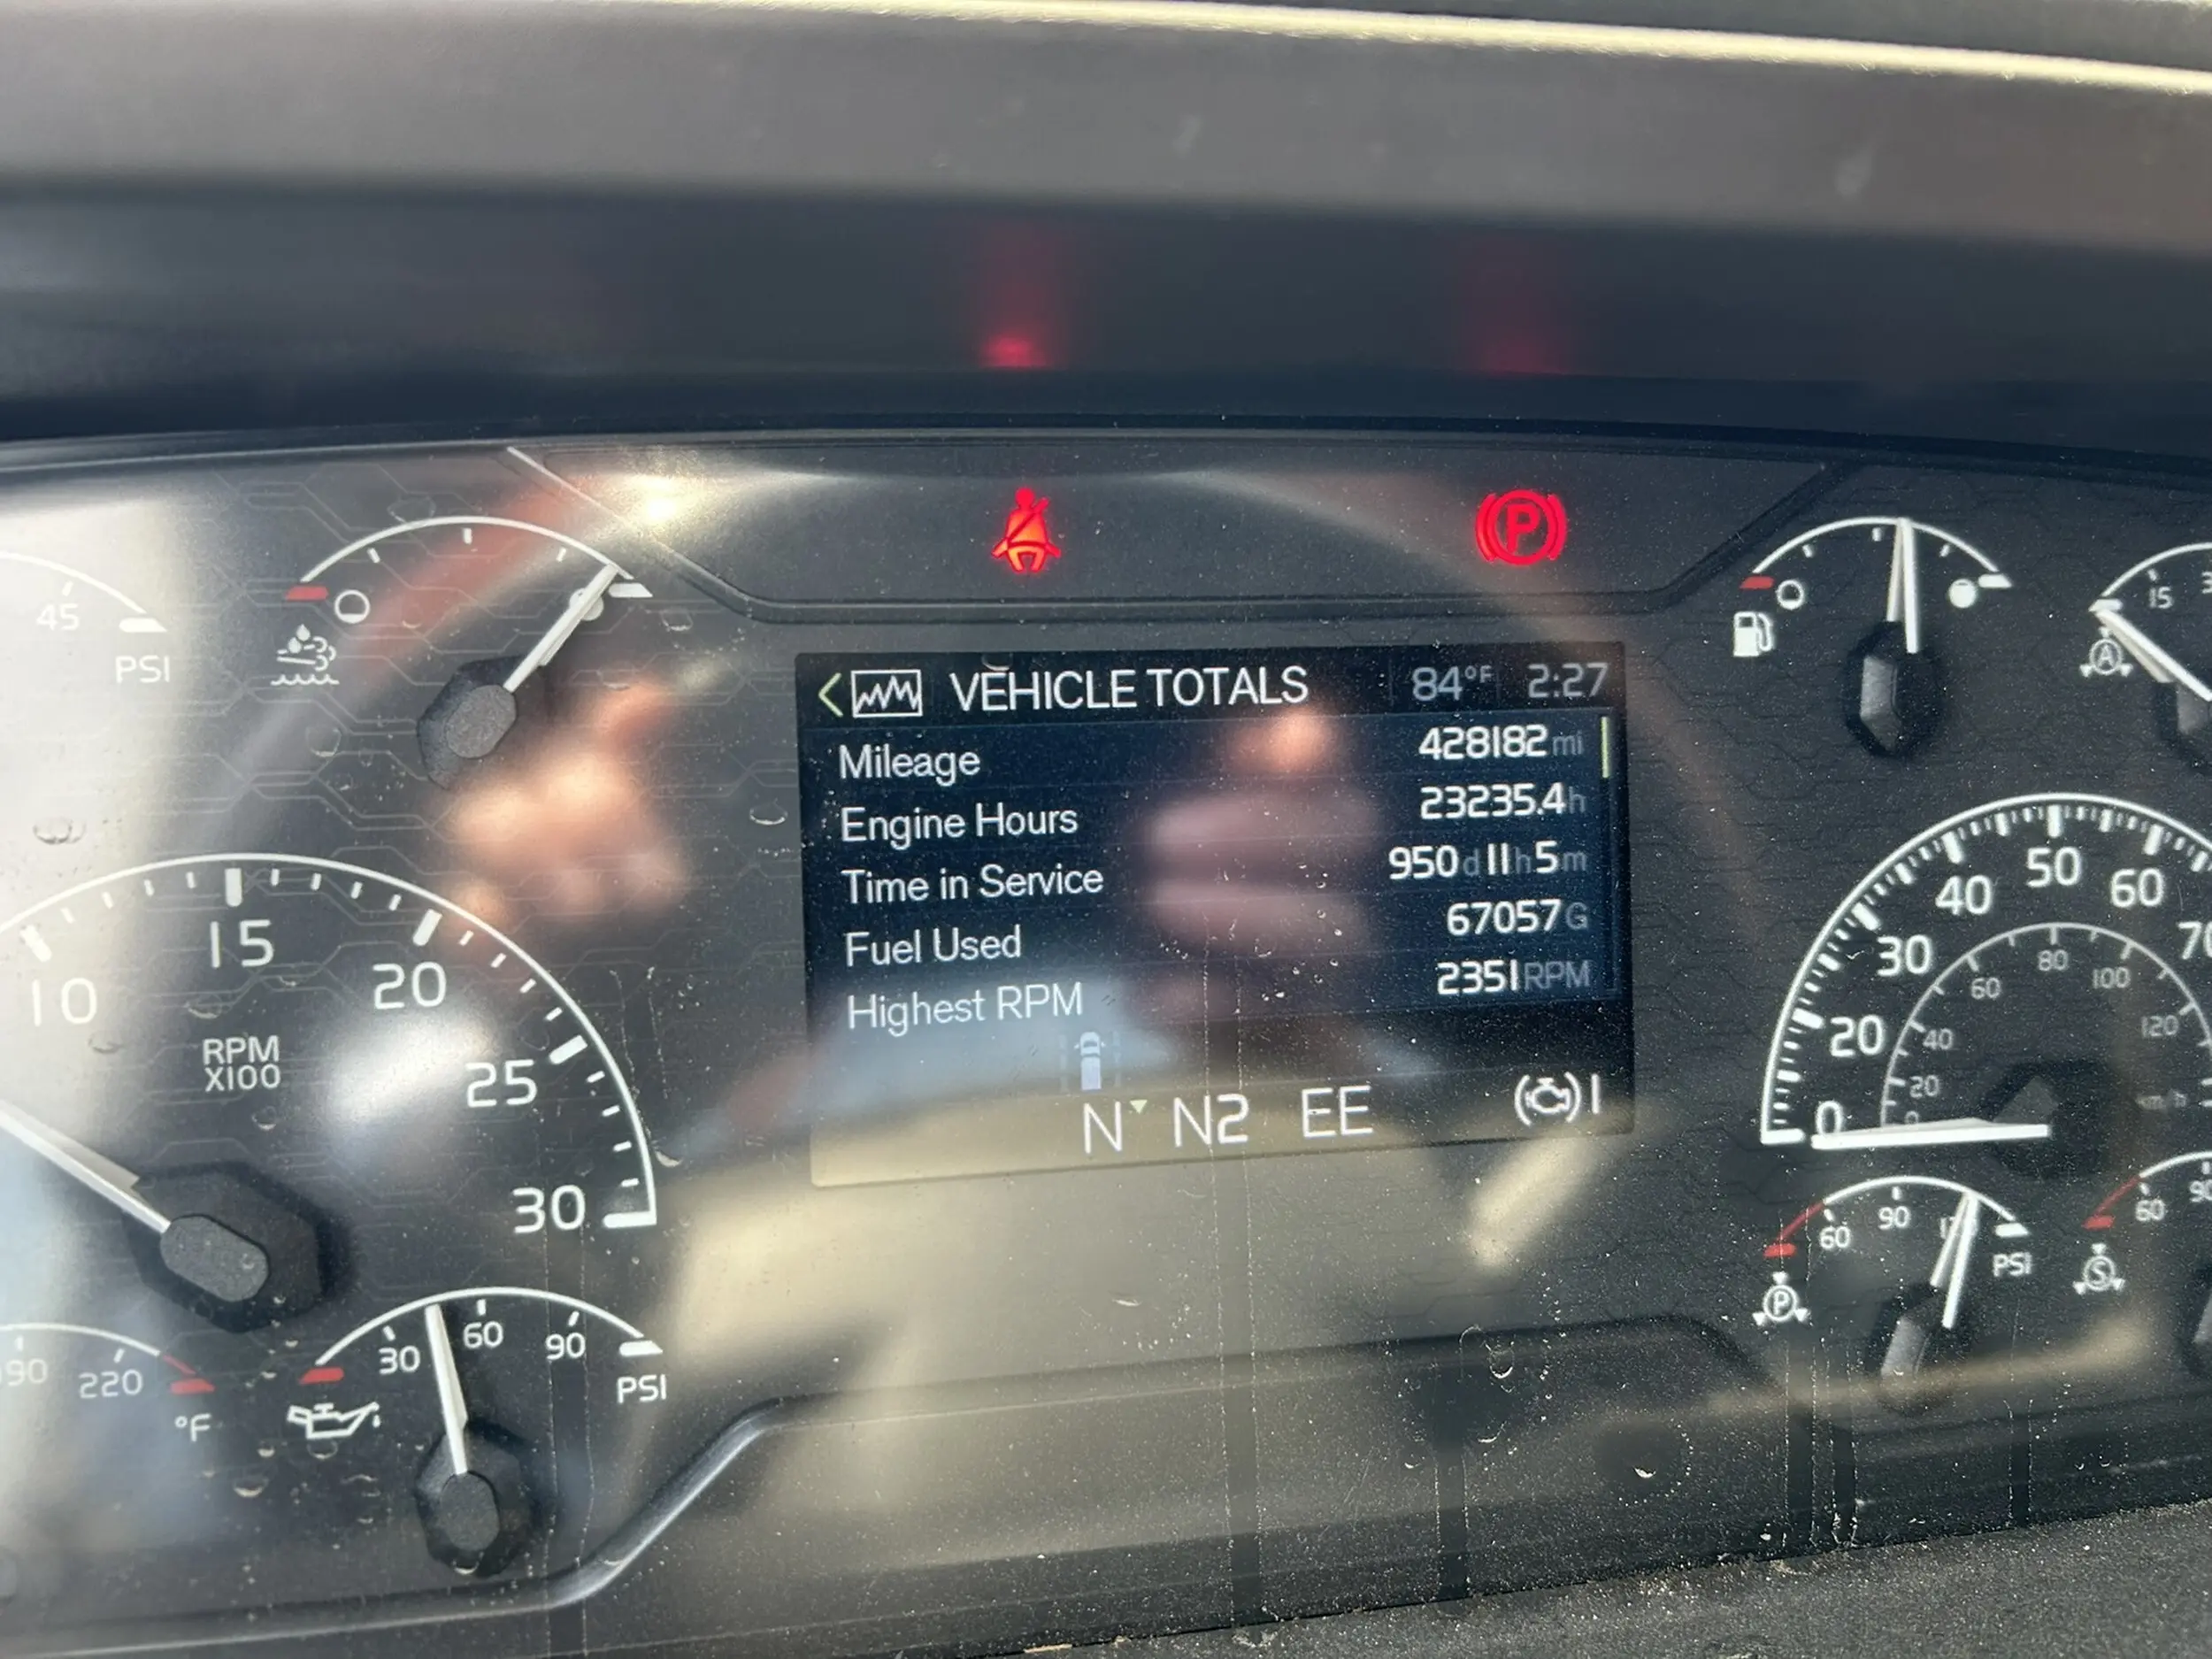 VEHICLE TOTALS 84°F 2:27
Mileage 428182 mi
Engine Hours 23235.4 h
Time in Service 950 d 11 h 5 m
Fuel Used 67057 G
Highest RPM 2351 RPM
N N2 EE 1
P
45
PSI
10 15 20 25 30
RPM
X100
220
°F
30 60 90
PSI
15
A
0 20 30 40 50 60
0 20 40 60 80 100 120
km/h
60 90
PSI
P
60
S